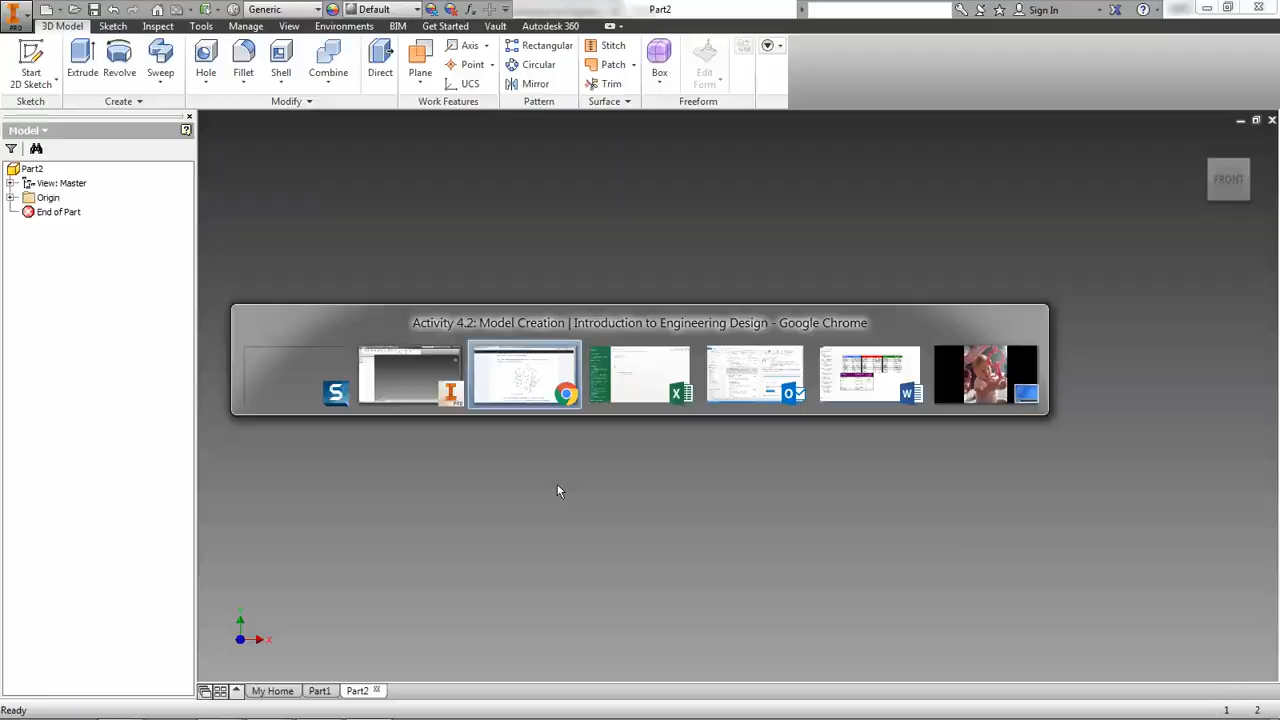 PRO
Generic
Default
fx
Part2
Sign In
3D Model
Sketch
Inspect
Tools
Manage
View
Environments
BIM
Get Started
Vault
Autodesk 360
Start
2D Sketch
Extrude
Revolve
Sweep
Hole
Fillet
Shell
Combine
Direct
Plane
Axis
Point
UCS
Rectangular
Circular
Mirror
Stitch
Patch
Trim
Box
Edit
Form
Sketch
Create
Modify
Work Features
Pattern
Surface
Freeform
Model
Part2
View: Master
Origin
End of Part
FRONT
Activity 4.2: Model Creation | Introduction to Engineering Design - Google Chrome
S
I
PRO
X
O
W
X
My Home
Part1
Part2
Ready
1
2